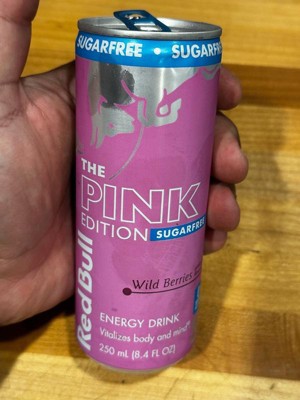 SUGARFREE SUGARFREE
THE
PINK
EDITION SUGARFREE
Red Bull
Wild Berries
ENERGY DRINK
Vitalizes body and mind®
250 mL (8.4 FL OZ)